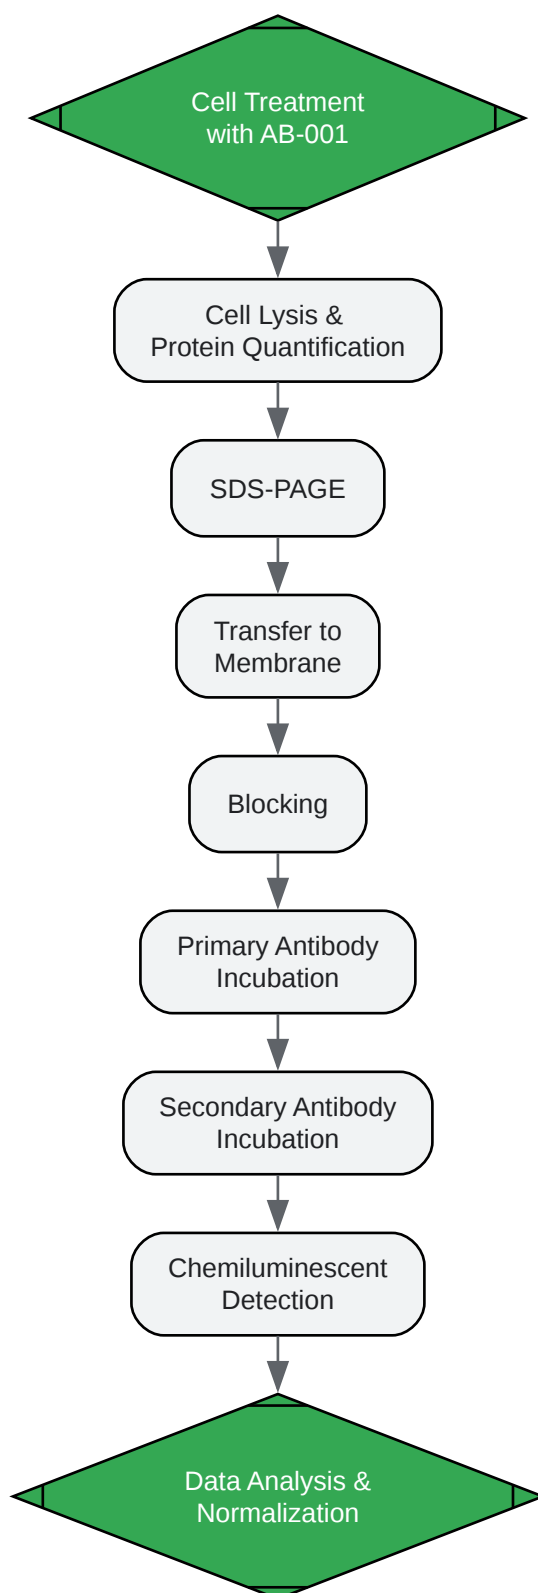 Cell Treatment
with AB-001
Cell Lysis &
Protein Quantification
SDS-PAGE
Transfer to
Membrane
Blocking
Primary Antibody
Incubation
Secondary Antibody
Incubation
Chemiluminescent
Detection
Data Analysis &
Normalization